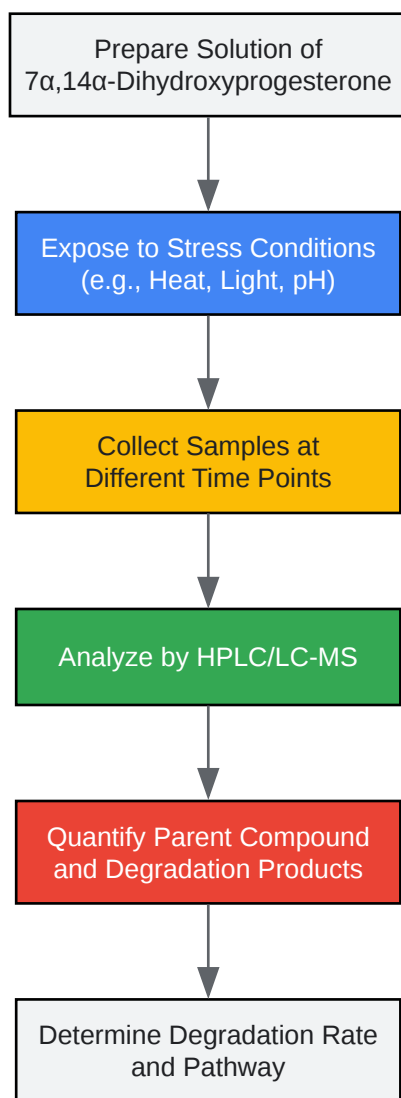 Prepare Solution of
7α,14α-Dihydroxyprogesterone
Expose to Stress Conditions
(e.g., Heat, Light, pH)
Collect Samples at
Different Time Points
Analyze by HPLC/LC-MS
Quantify Parent Compound
and Degradation Products
Determine Degradation Rate
and Pathway